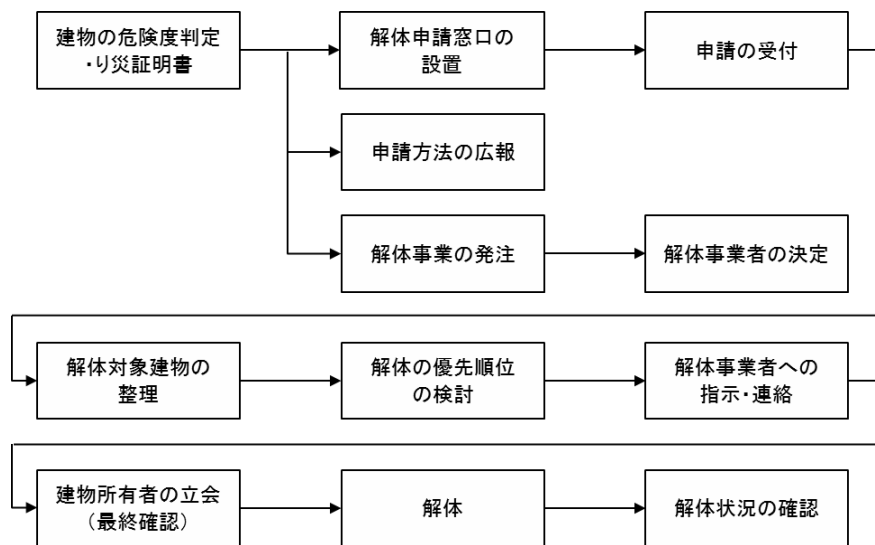 建物の危険度判定
・り災証明書
解体申請窓口の
設置
申請の受付
申請方法の広報
解体事業の発注
解体事業者の決定
解体対象建物の
整理
解体の優先順位
の検討
解体事業者への
指示・連絡
建物所有者の立会
（最終確認）
解体
解体状況の確認